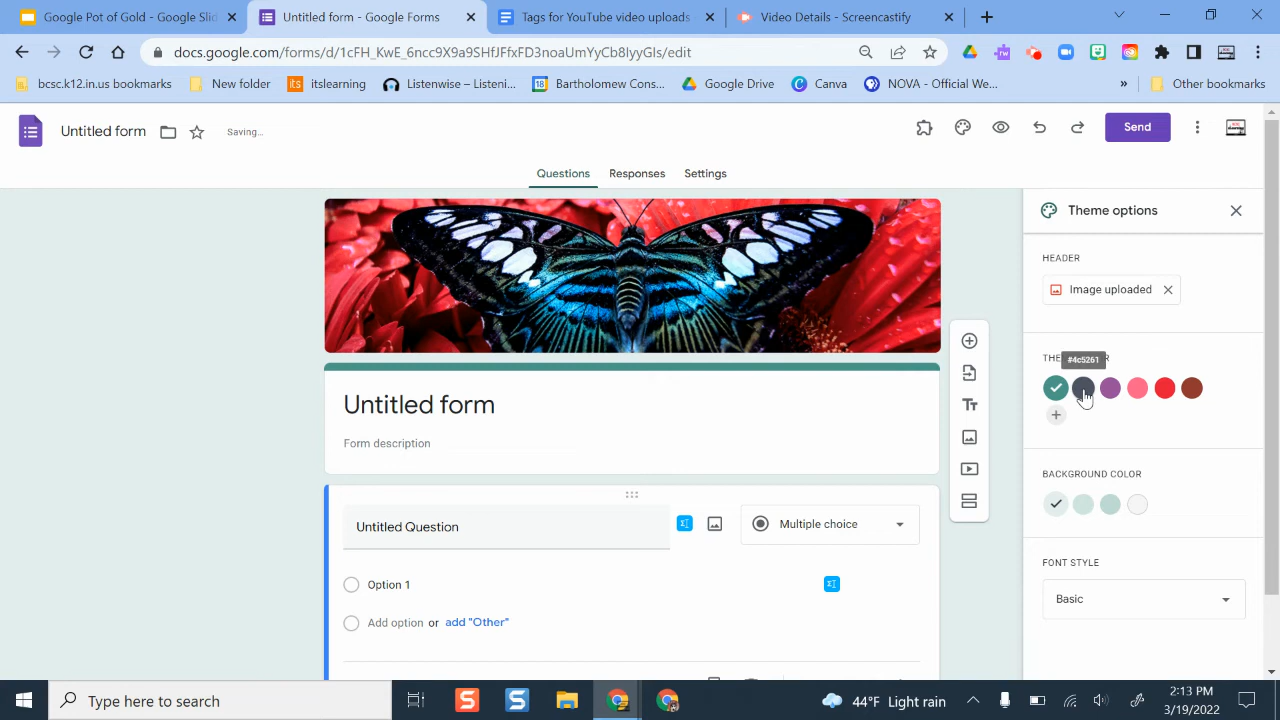 Gold Pot of Gold - Google Slid
Untitled form - Google Forms
Tags for YouTube video uploads
Video Details - Screencastify
docs.google.com/forms/d/1cFH_KwE_6ncc9X9a9SHfJFfxFD3noaUmYyCb8IyyGIs/edit
bcsc.k12.in.us bookmarks
New folder
its
itslearning
Listenwise – Listeni...
18
Bartholomew Cons...
Google Drive
Canva
NOVA - Official We...
»
Other bookmarks
Untitled form
Saving...
Send
Questions
Responses
Settings
Theme options
HEADER
Image uploaded
#4c5261
Untitled form
Form description
BACKGROUND COLOR
Untitled Question
Multiple choice
Option 1
Add option or add "Other"
FONT STYLE
Basic
Type here to search
44°F Light rain
2:13 PM
3/19/2022